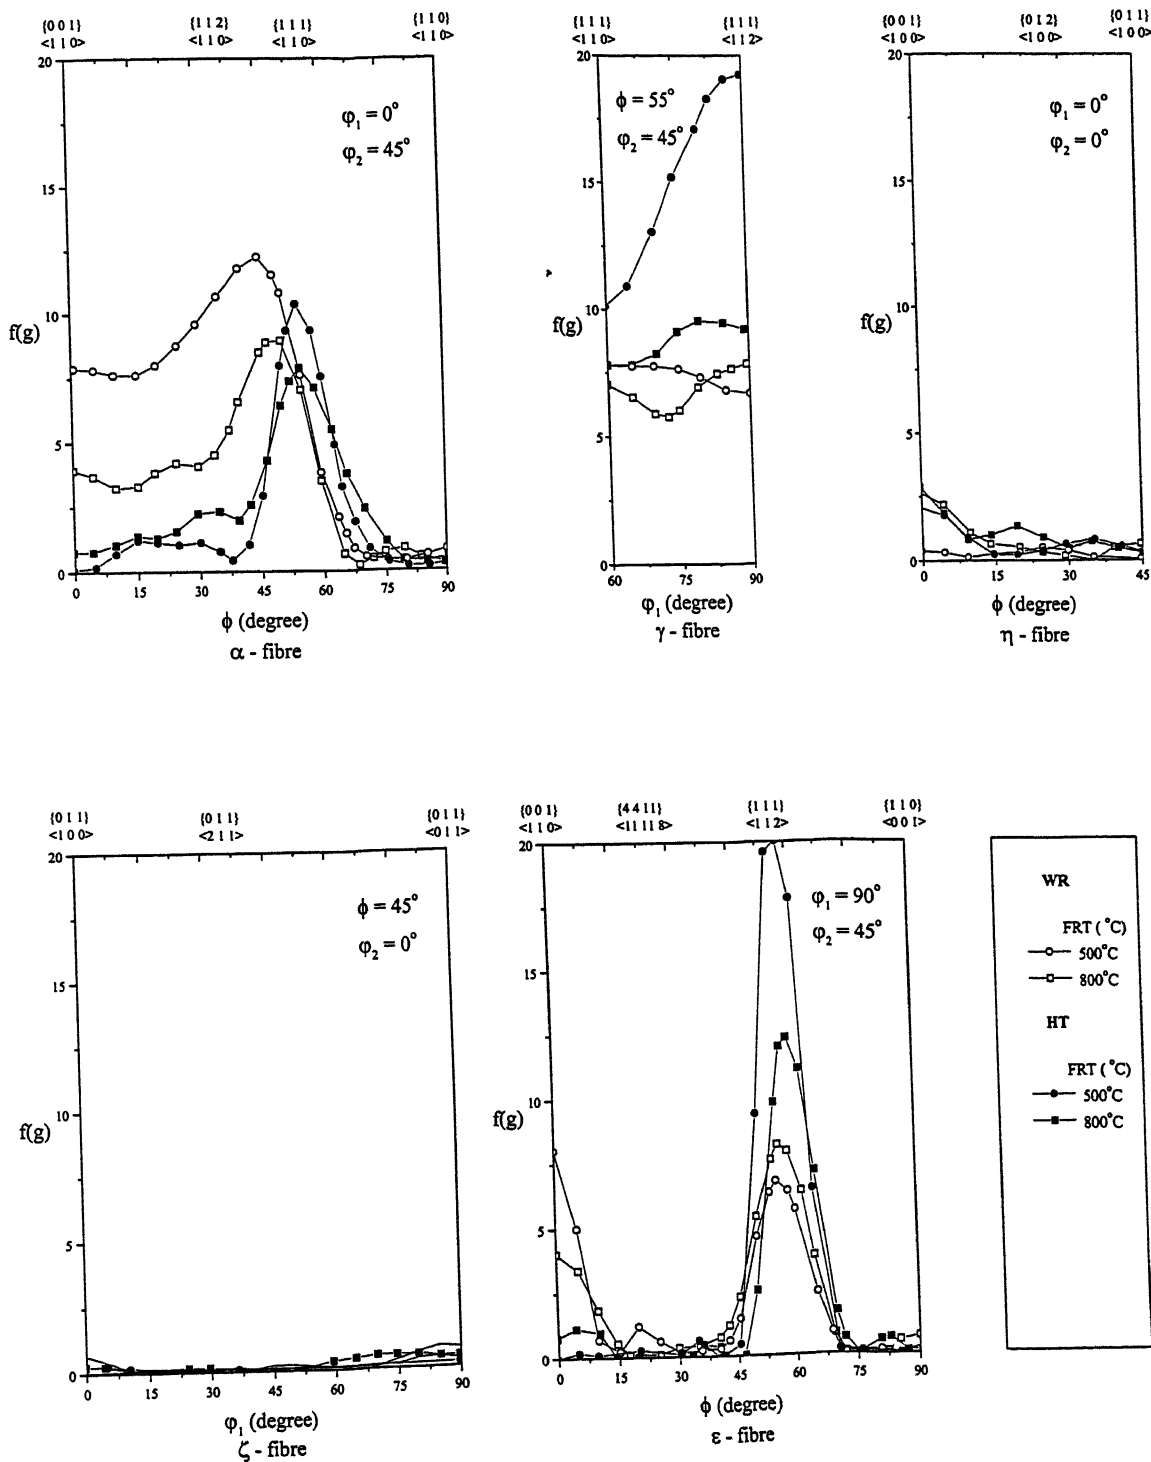 {0 0 1} {1 1 2} {1 1 1} {1 1 0}
<1 1 0> <1 1 0> <1 1 0> <1 1 0>
20
15
10
5
0
f(g)
φ₁ = 0°
φ₂ = 45°
0 15 30 45 60 75 90
ϕ (degree)
α - fibre
{1 1 1} {1 1 1}
<1 1 0> <1 1 2>
20
15
10
5
0
f(g)
ϕ = 55°
φ₂ = 45°
60 75 90
φ₁ (degree)
γ - fibre
{0 0 1} {0 1 2} {0 1 1}
<1 0 0> <1 0 0> <1 0 0>
20
15
10
5
0
f(g)
φ₁ = 0°
φ₂ = 0°
0 15 30 45
ϕ (degree)
η - fibre
{0 1 1} {0 1 1} {0 1 1}
<1 0 0> <2 1 1> <0 1 1>
20
15
10
5
0
f(g)
ϕ = 45°
φ₂ = 0°
0 15 30 45 60 75 90
φ₁ (degree)
ζ - fibre
{0 0 1} {4 4 11} {1 1 1} {1 1 0}
<1 1 0> <11 11 8> <1 1 2> <0 0 1>
20
15
10
5
0
f(g)
φ₁ = 90°
φ₂ = 45°
0 15 30 45 60 75 90
ϕ (degree)
ε - fibre
WR
FRT (°C)
500°C
800°C
HT
FRT (°C)
500°C
800°C